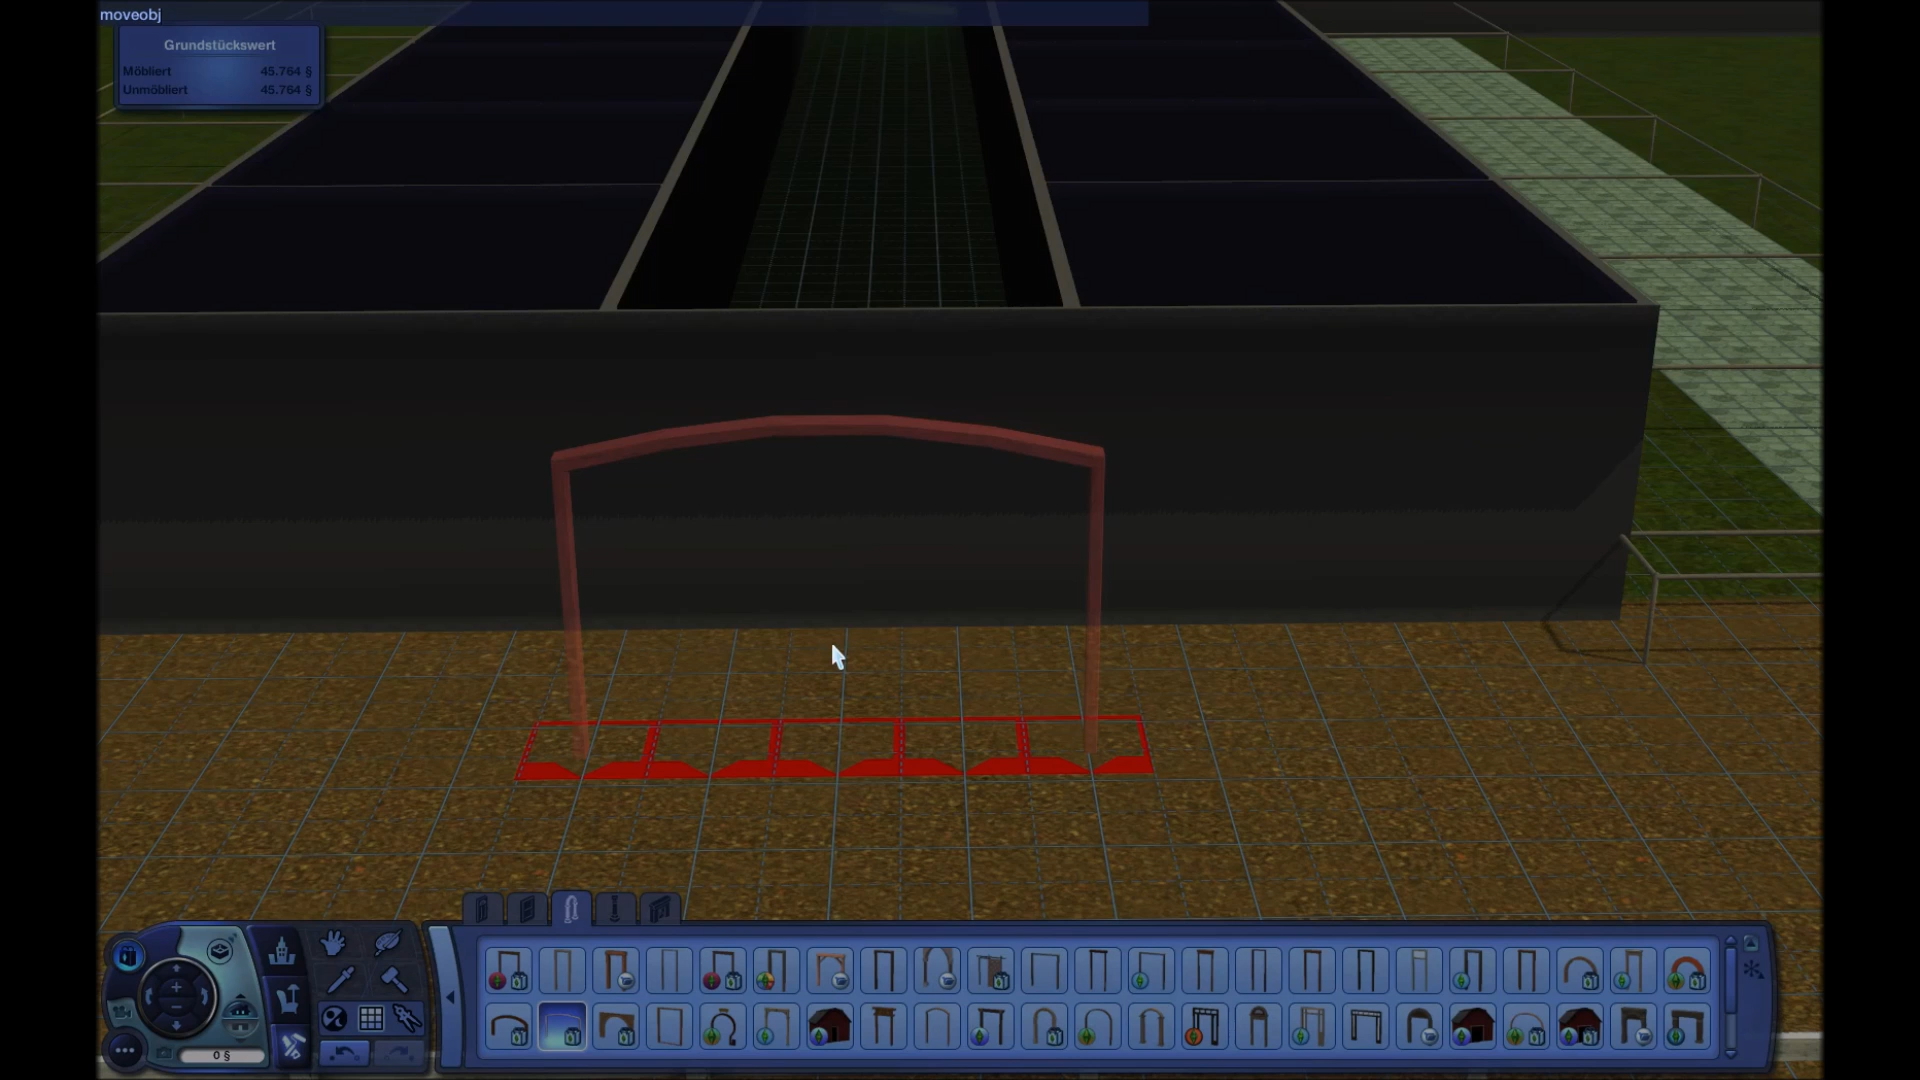 moveobj
Grundstückswert
Möbliert 45.764 §
Unmöbliert 45.764 §
0 §